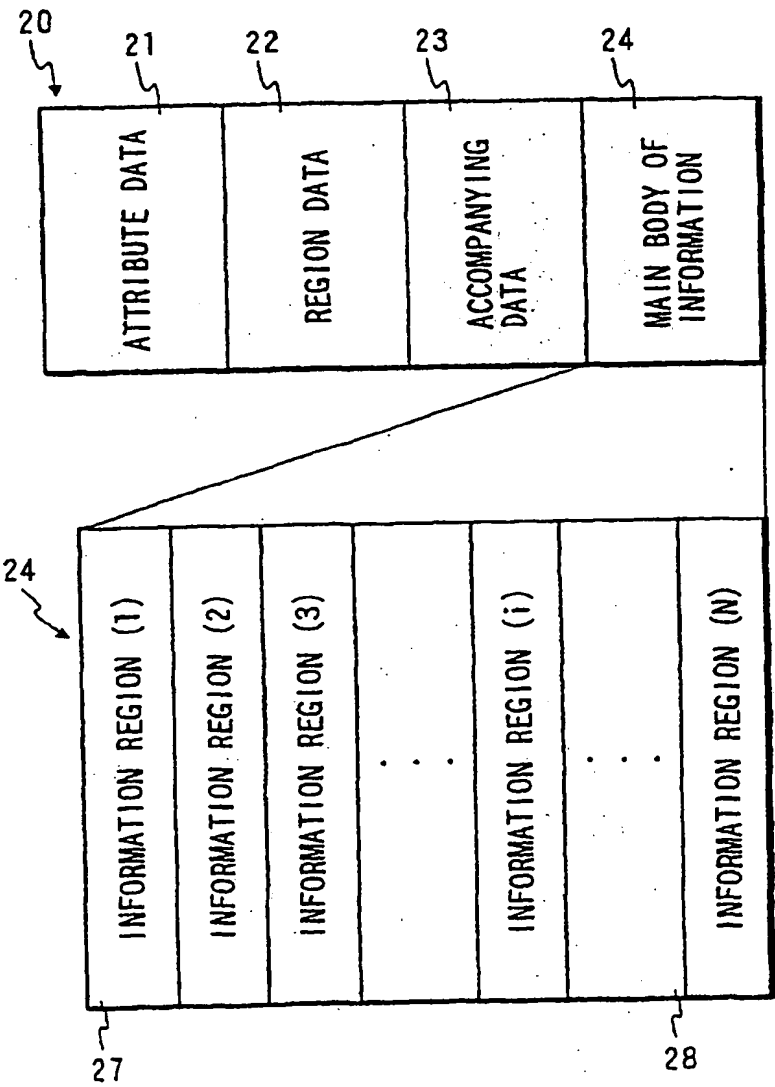 20
21
22
23
24
ATTRIBUTE DATA
REGION DATA
ACCOMPANYING
DATA
MAIN BODY OF
INFORMATION
24
INFORMATION REGION (1)
INFORMATION REGION (2)
INFORMATION REGION (3)
. . .
INFORMATION REGION (i)
. . .
INFORMATION REGION (N)
27
28